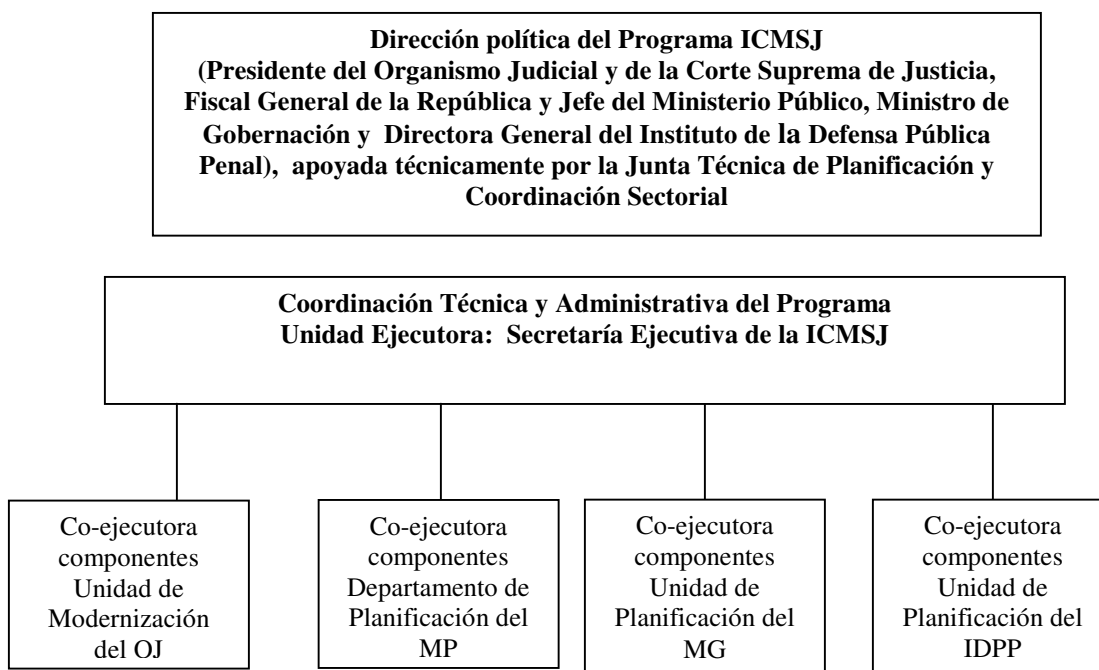 Dirección política del Programa ICMSJ
(Presidente del Organismo Judicial y de la Corte Suprema de Justicia,
Fiscal General de la República y Jefe del Ministerio Público, Ministro de
Gobernación y Directora General del Instituto de la Defensa Pública
Penal), apoyada técnicamente por la Junta Técnica de Planificación y
Coordinación Sectorial
Coordinación Técnica y Administrativa del Programa
Unidad Ejecutora: Secretaría Ejecutiva de la ICMSJ
Co-ejecutora
componentes
Unidad de
Modernización
del OJ
Co-ejecutora
componentes
Departamento de
Planificación del
MP
Co-ejecutora
componentes
Unidad de
Planificación del
MG
Co-ejecutora
componentes
Unidad de
Planificación del
IDPP